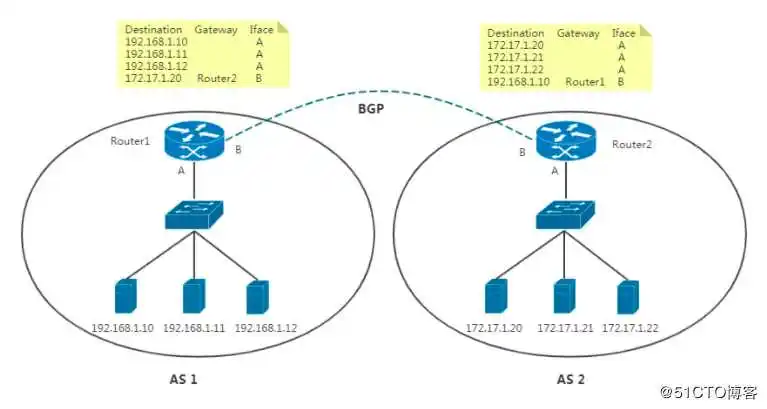 Destination Gateway Iface
192.168.1.10 A
192.168.1.11 A
192.168.1.12 A
172.17.1.20 Router2 B
Destination Gateway Iface
172.17.1.20 A
172.17.1.21 A
172.17.1.22 A
192.168.1.10 Router1 B
BGP
Router1
B
A
B
Router2
A
192.168.1.10 192.168.1.11 192.168.1.12
172.17.1.20 172.17.1.21 172.17.1.22
AS 1
AS 2
@51CTO博客